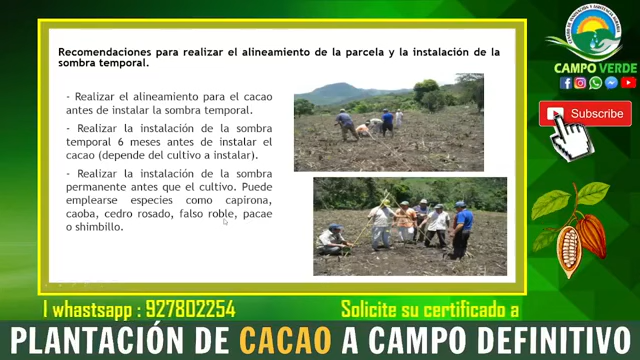 Recomendaciones para realizar el alineamiento de la parcela y la instalación de la
sombra temporal.
- Realizar el alineamiento para el cacao
antes de instalar la sombra temporal.
- Realizar la instalación de la sombra
temporal 6 meses antes de instalar el
cacao (depende del cultivo a instalar).
- Realizar la instalación de la sombra
permanente antes que el cultivo. Puede
emplearse especies como capirona,
caoba, cedro rosado, falso roble, pacae
o shimbillo.
CAMPO VERDE
Subscribe
l whastsapp : 927802254
Solicite su certificado a
PLANTACIÓN DE CACAO A CAMPO DEFINITIVO